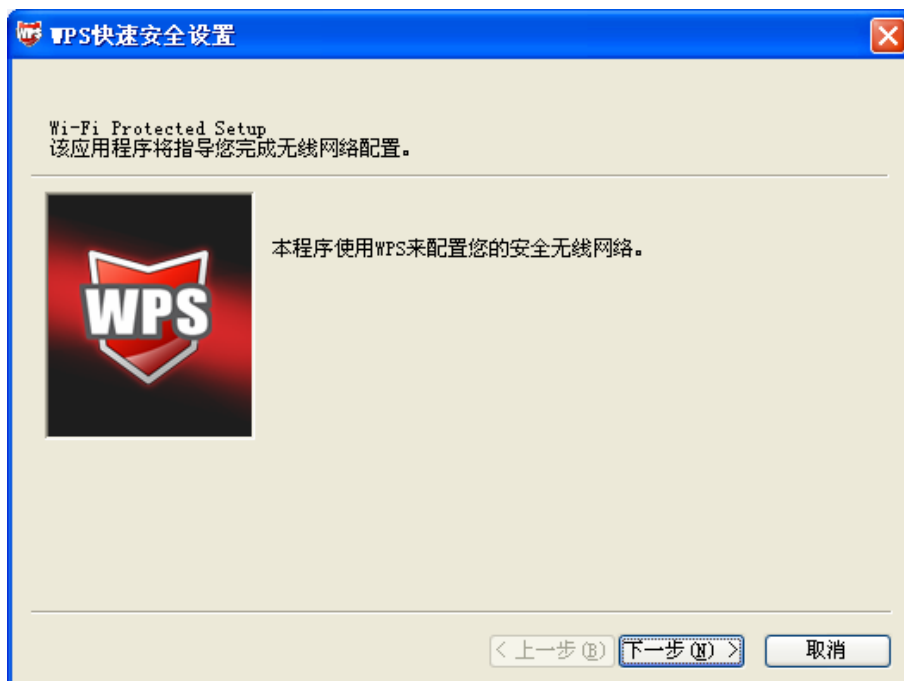 WPS快速安全设置
Wi-Fi Protected Setup
该应用程序将指导您完成无线网络配置。
WPS
本程序使用WPS来配置您的安全无线网络。
< 上一步(B) 下一步(N) > 取消